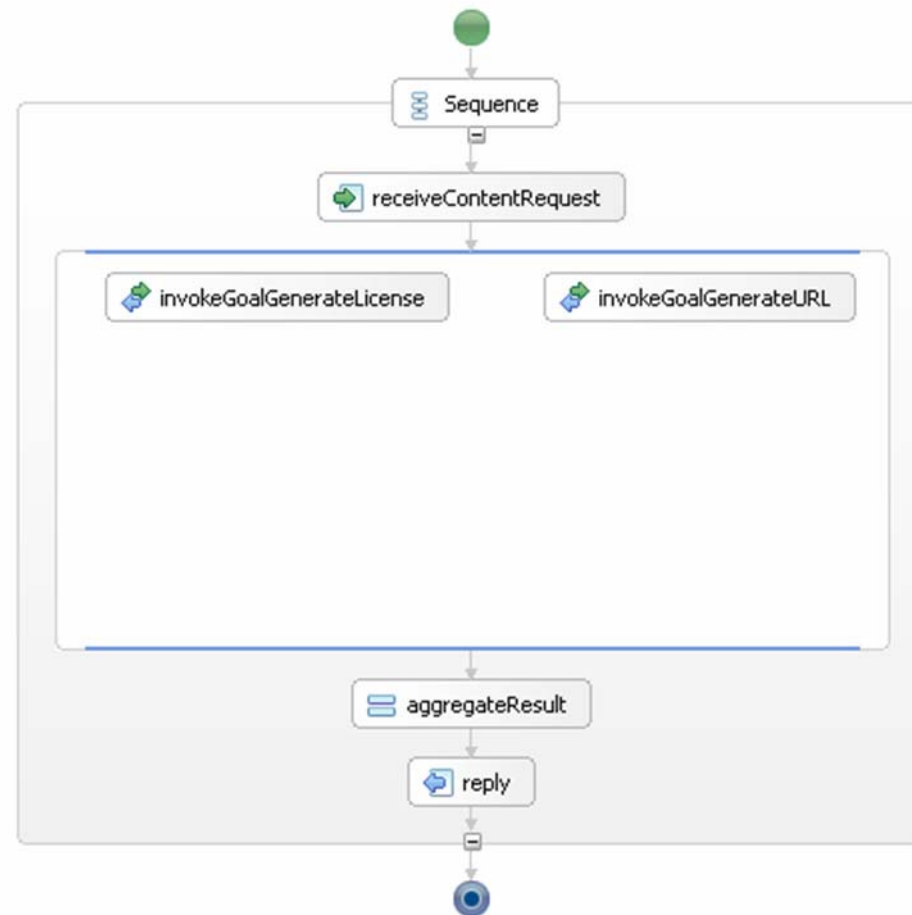 Sequence
receiveContentRequest
invokeGoalGenerateLicense
invokeGoalGenerateURL
aggregateResult
reply